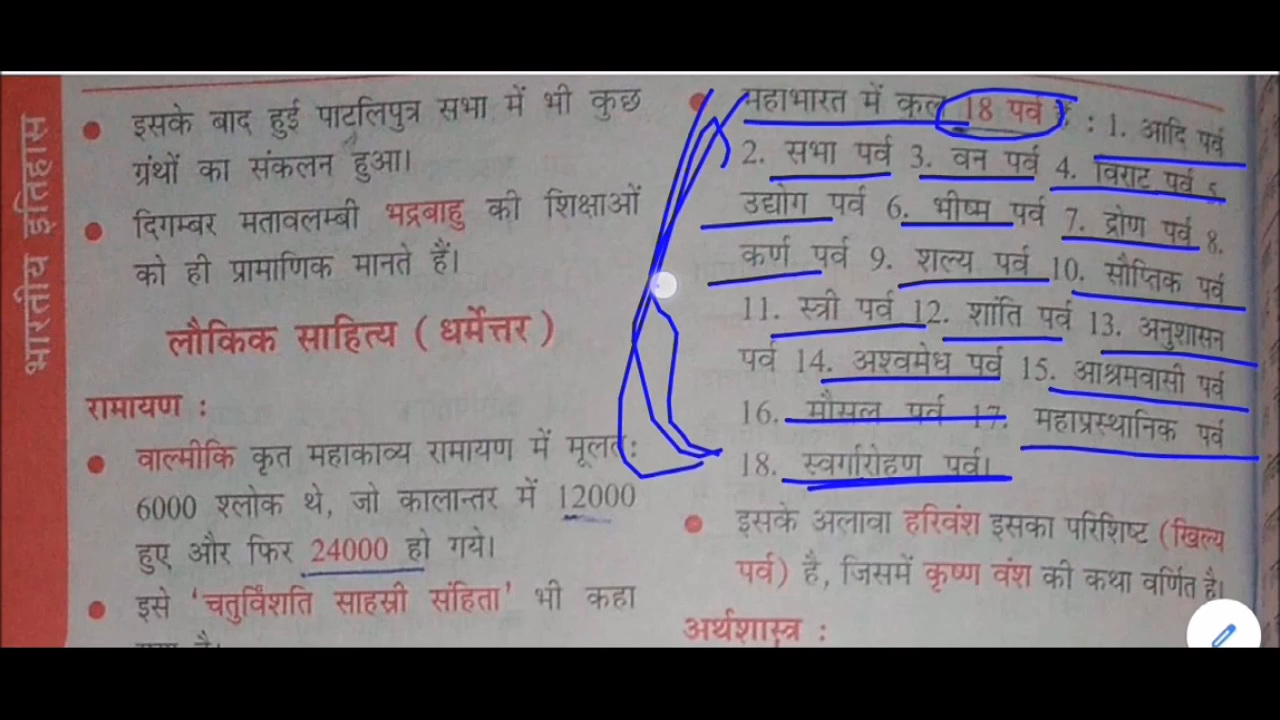 भारतीय इतिहास
इसके बाद हुई पाटलिपुत्र सभा में भी कुछ
ग्रंथों का संकलन हुआ।
दिगम्बर मतावलम्बी भद्रबाहु की शिक्षाओं
को ही प्रामाणिक मानते हैं।
लौकिक साहित्य ( धर्मेत्तर )
रामायण :
वाल्मीकि कृत महाकाव्य रामायण में मूलतः
6000 श्लोक थे, जो कालान्तर में 12000
हुए और फिर 24000 हो गये।
इसे ‘चतुर्विंशति साहस्री संहिता’ भी कहा
महाभारत में कुल 18 पर्व हैं : 1. आदि पर्व
2. सभा पर्व 3. वन पर्व 4. विराट पर्व 5.
उद्योग पर्व 6. भीष्म पर्व 7. द्रोण पर्व 8.
कर्ण पर्व 9. शल्य पर्व 10. सौप्तिक पर्व
11. स्त्री पर्व 12. शांति पर्व 13. अनुशासन
पर्व 14. अश्वमेध पर्व 15. आश्रमवासी पर्व
16. मौसल पर्व 17. महाप्रस्थानिक पर्व
18. स्वर्गारोहण पर्व।
इसके अलावा हरिवंश इसका परिशिष्ट (खिल्य
पर्व) है, जिसमें कृष्ण वंश की कथा वर्णित है।
अर्थशास्त्र :